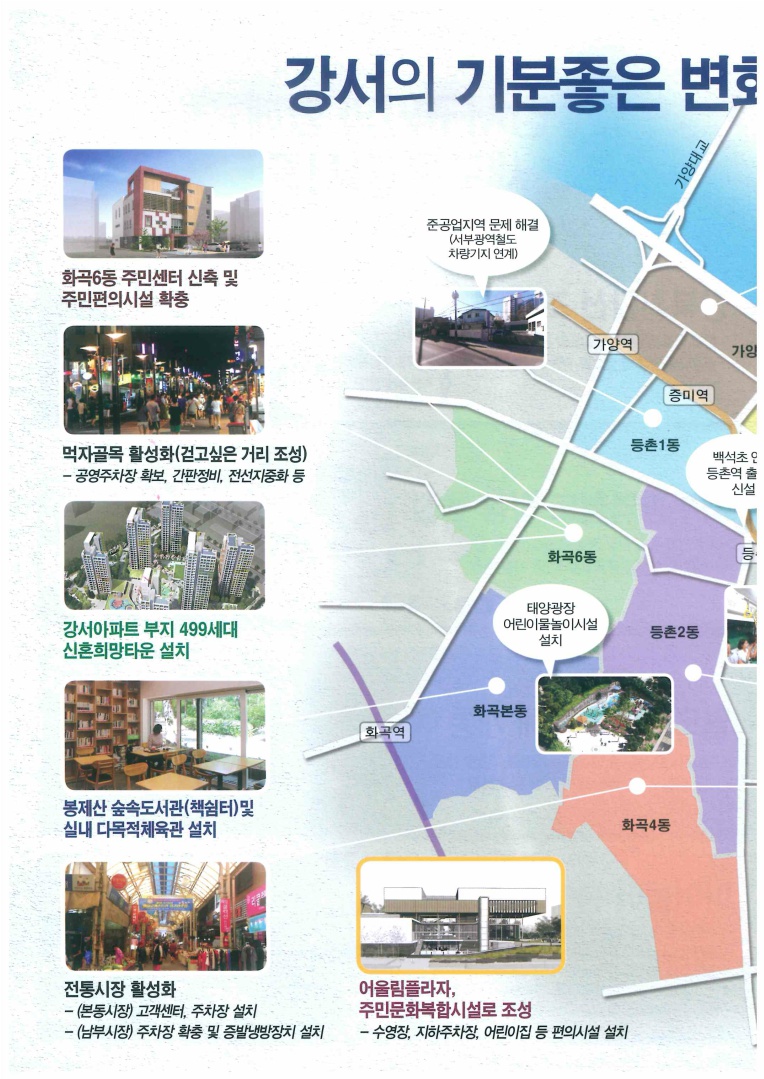 강서의 기분좋은 변화
가양대교
준공업지역 문제 해결
(서부광역철도
차량기지 연계)
화곡6동 주민센터 신축 및
주민편의시설 확충
가양역
가양
증미역
등촌1동
먹자골목 활성화(걷고싶은 거리 조성)
– 공영주차장 확보, 간판정비, 전선지중화 등
백석초 인
등촌역 출
신설
화곡6동
등
태양광장
어린이물놀이시설
설치
강서아파트 부지 499세대
신혼희망타운 설치
등촌2동
화곡본동
화곡역
봉제산 숲속도서관(책쉼터)및
실내 다목적체육관 설치
화곡4동
전통시장 활성화
– (본동시장) 고객센터, 주차장 설치
– (남부시장) 주차장 확충 및 증발냉방장치 설치
어울림플라자,
주민문화복합시설로 조성
– 수영장, 지하주차장, 어린이집 등 편의시설 설치